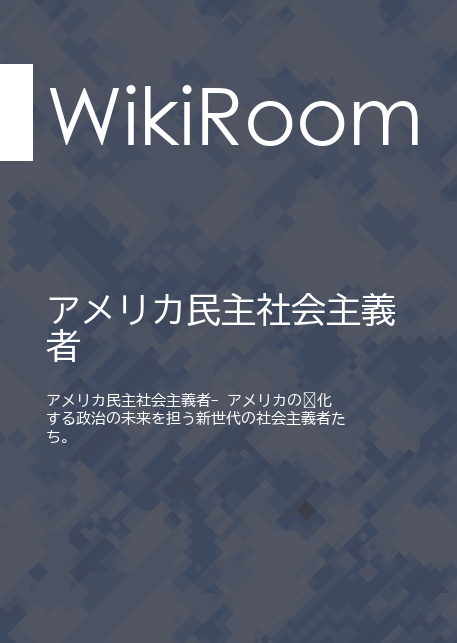 WikiRoom
アメリカ民主社会主義
者
アメリカ民主社会主義者– アメリカの化
する政治の未来を担う新世代の社会主義者た
ち。